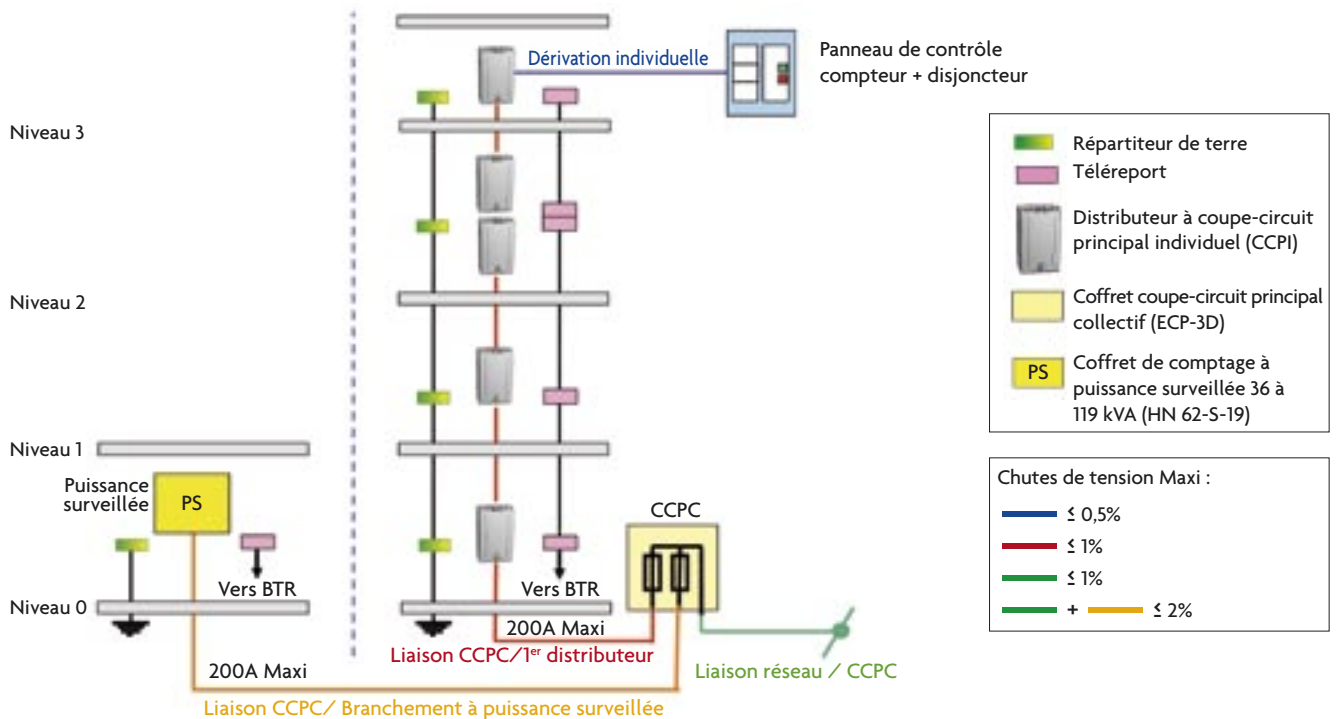 Dérivation individuelle
Panneau de contrôle
compteur + disjoncteur
Niveau 3
Niveau 2
Niveau 1
Niveau 0
Puissance
surveillée
PS
Vers BTR
Vers BTR
CCPC
200A Maxi
Liaison CCPC/1er distributeur
200A Maxi
Liaison CCPC/ Branchement à puissance surveillée
Liaison réseau / CCPC
Répartiteur de terre
Téléreport
Distributeur à coupe-circuit
principal individuel (CCPI)
Coffret coupe-circuit principal
collectif (ECP-3D)
PS
Coffret de comptage à
puissance surveillée 36 à
119 kVA (HN 62-S-19)
Chutes de tension Maxi :
≤ 0,5%
≤ 1%
≤ 1%
+ ≤ 2%